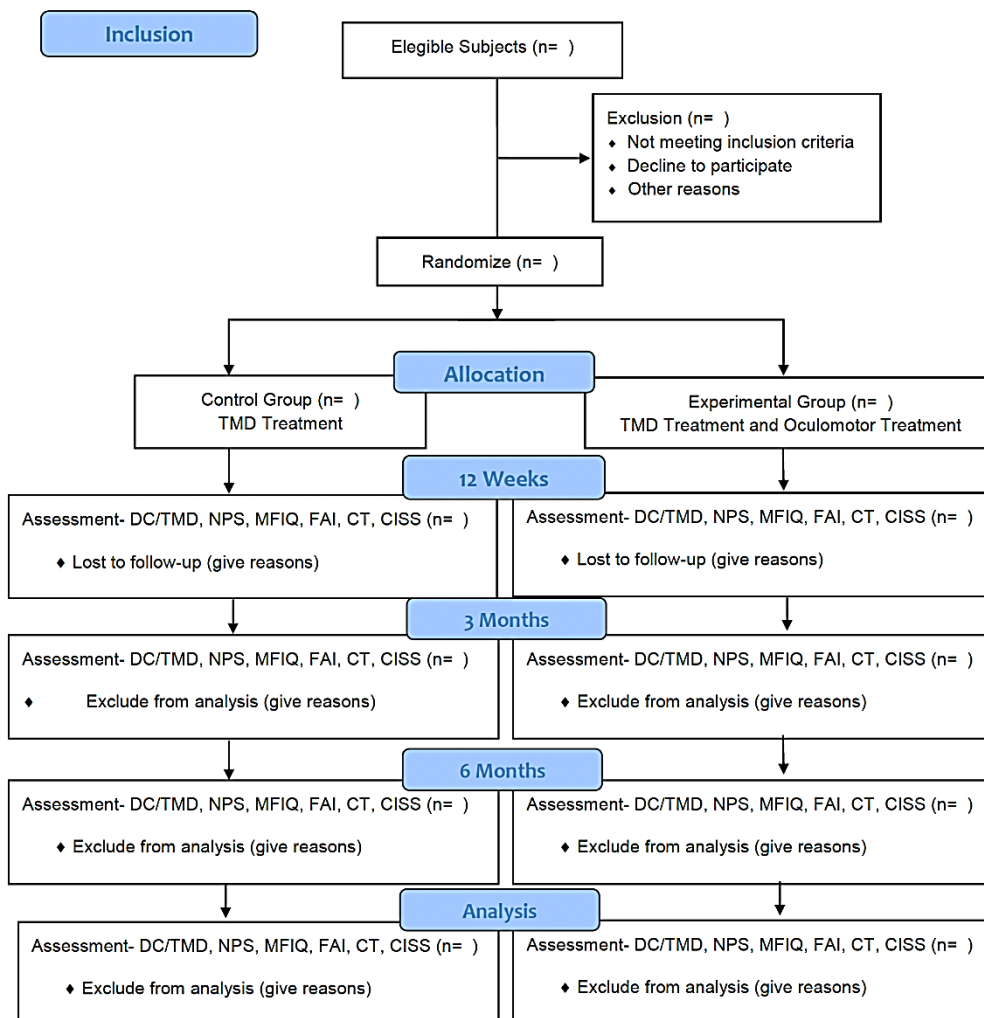 Inclusion
Elegible Subjects (n=  )
Exclusion (n=  )
♦ Not meeting inclusion criteria
♦ Decline to participate
♦ Other reasons
Randomize (n=  )
Allocation
Control Group (n=  )
TMD Treatment
Experimental Group (n=  )
TMD Treatment and Oculomotor Treatment
12 Weeks
Assessment- DC/TMD, NPS, MFIQ, FAI, CT, CISS (n=  )
♦ Lost to follow-up (give reasons)
Assessment- DC/TMD, NPS, MFIQ, FAI, CT, CISS (n=  )
♦ Lost to follow-up (give reasons)
3 Months
Assessment- DC/TMD, NPS, MFIQ, FAI, CT, CISS (n=  )
♦ Exclude from analysis (give reasons)
Assessment- DC/TMD, NPS, MFIQ, FAI, CT, CISS (n=  )
♦ Exclude from analysis (give reasons)
6 Months
Assessment- DC/TMD, NPS, MFIQ, FAI, CT, CISS (n=  )
♦ Exclude from analysis (give reasons)
Assessment- DC/TMD, NPS, MFIQ, FAI, CT, CISS (n=  )
♦ Exclude from analysis (give reasons)
Analysis
Assessment- DC/TMD, NPS, MFIQ, FAI, CT, CISS (n=  )
♦ Exclude from analysis (give reasons)
Assessment- DC/TMD, NPS, MFIQ, FAI, CT, CISS (n=  )
♦ Exclude from analysis (give reasons)